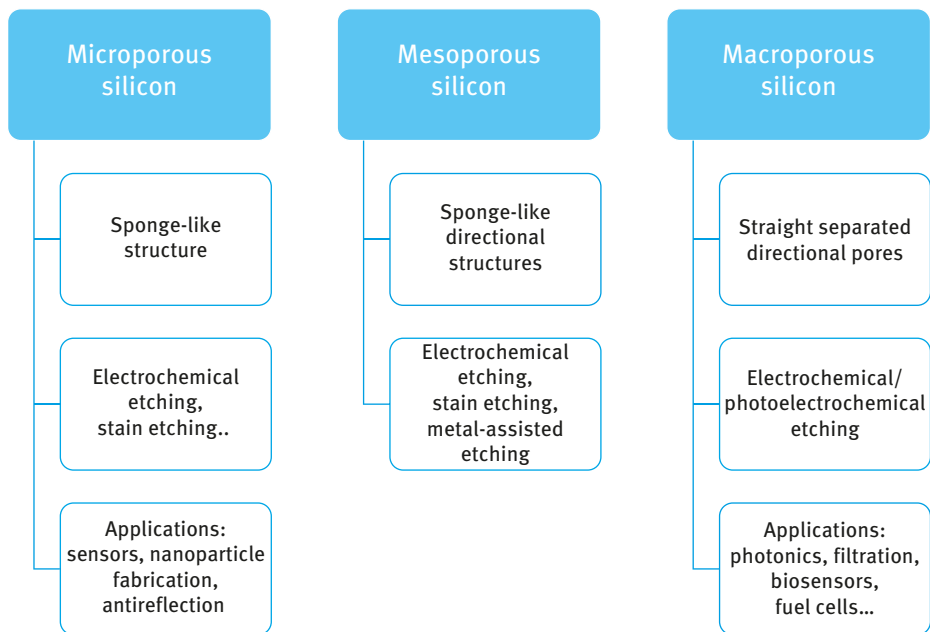 Microporous
silicon
Sponge-like
structure
Electrochemical
etching,
stain etching..
Applications:
sensors, nanoparticle
fabrication,
antireflection
Mesoporous
silicon
Sponge-like
directional
structures
Electrochemical
etching,
stain etching,
metal-assisted
etching
Macroporous
silicon
Straight separated
directional pores
Electrochemical/
photoelectrochemical
etching
Applications:
photonics, filtration,
biosensors,
fuel cells...